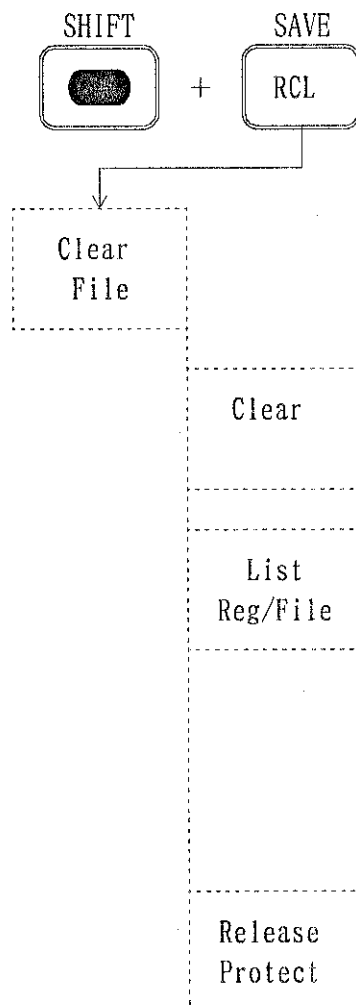 SHIFT SAVE
+ RCL
Clear
File
Clear
List
Reg/File
Release
Protect